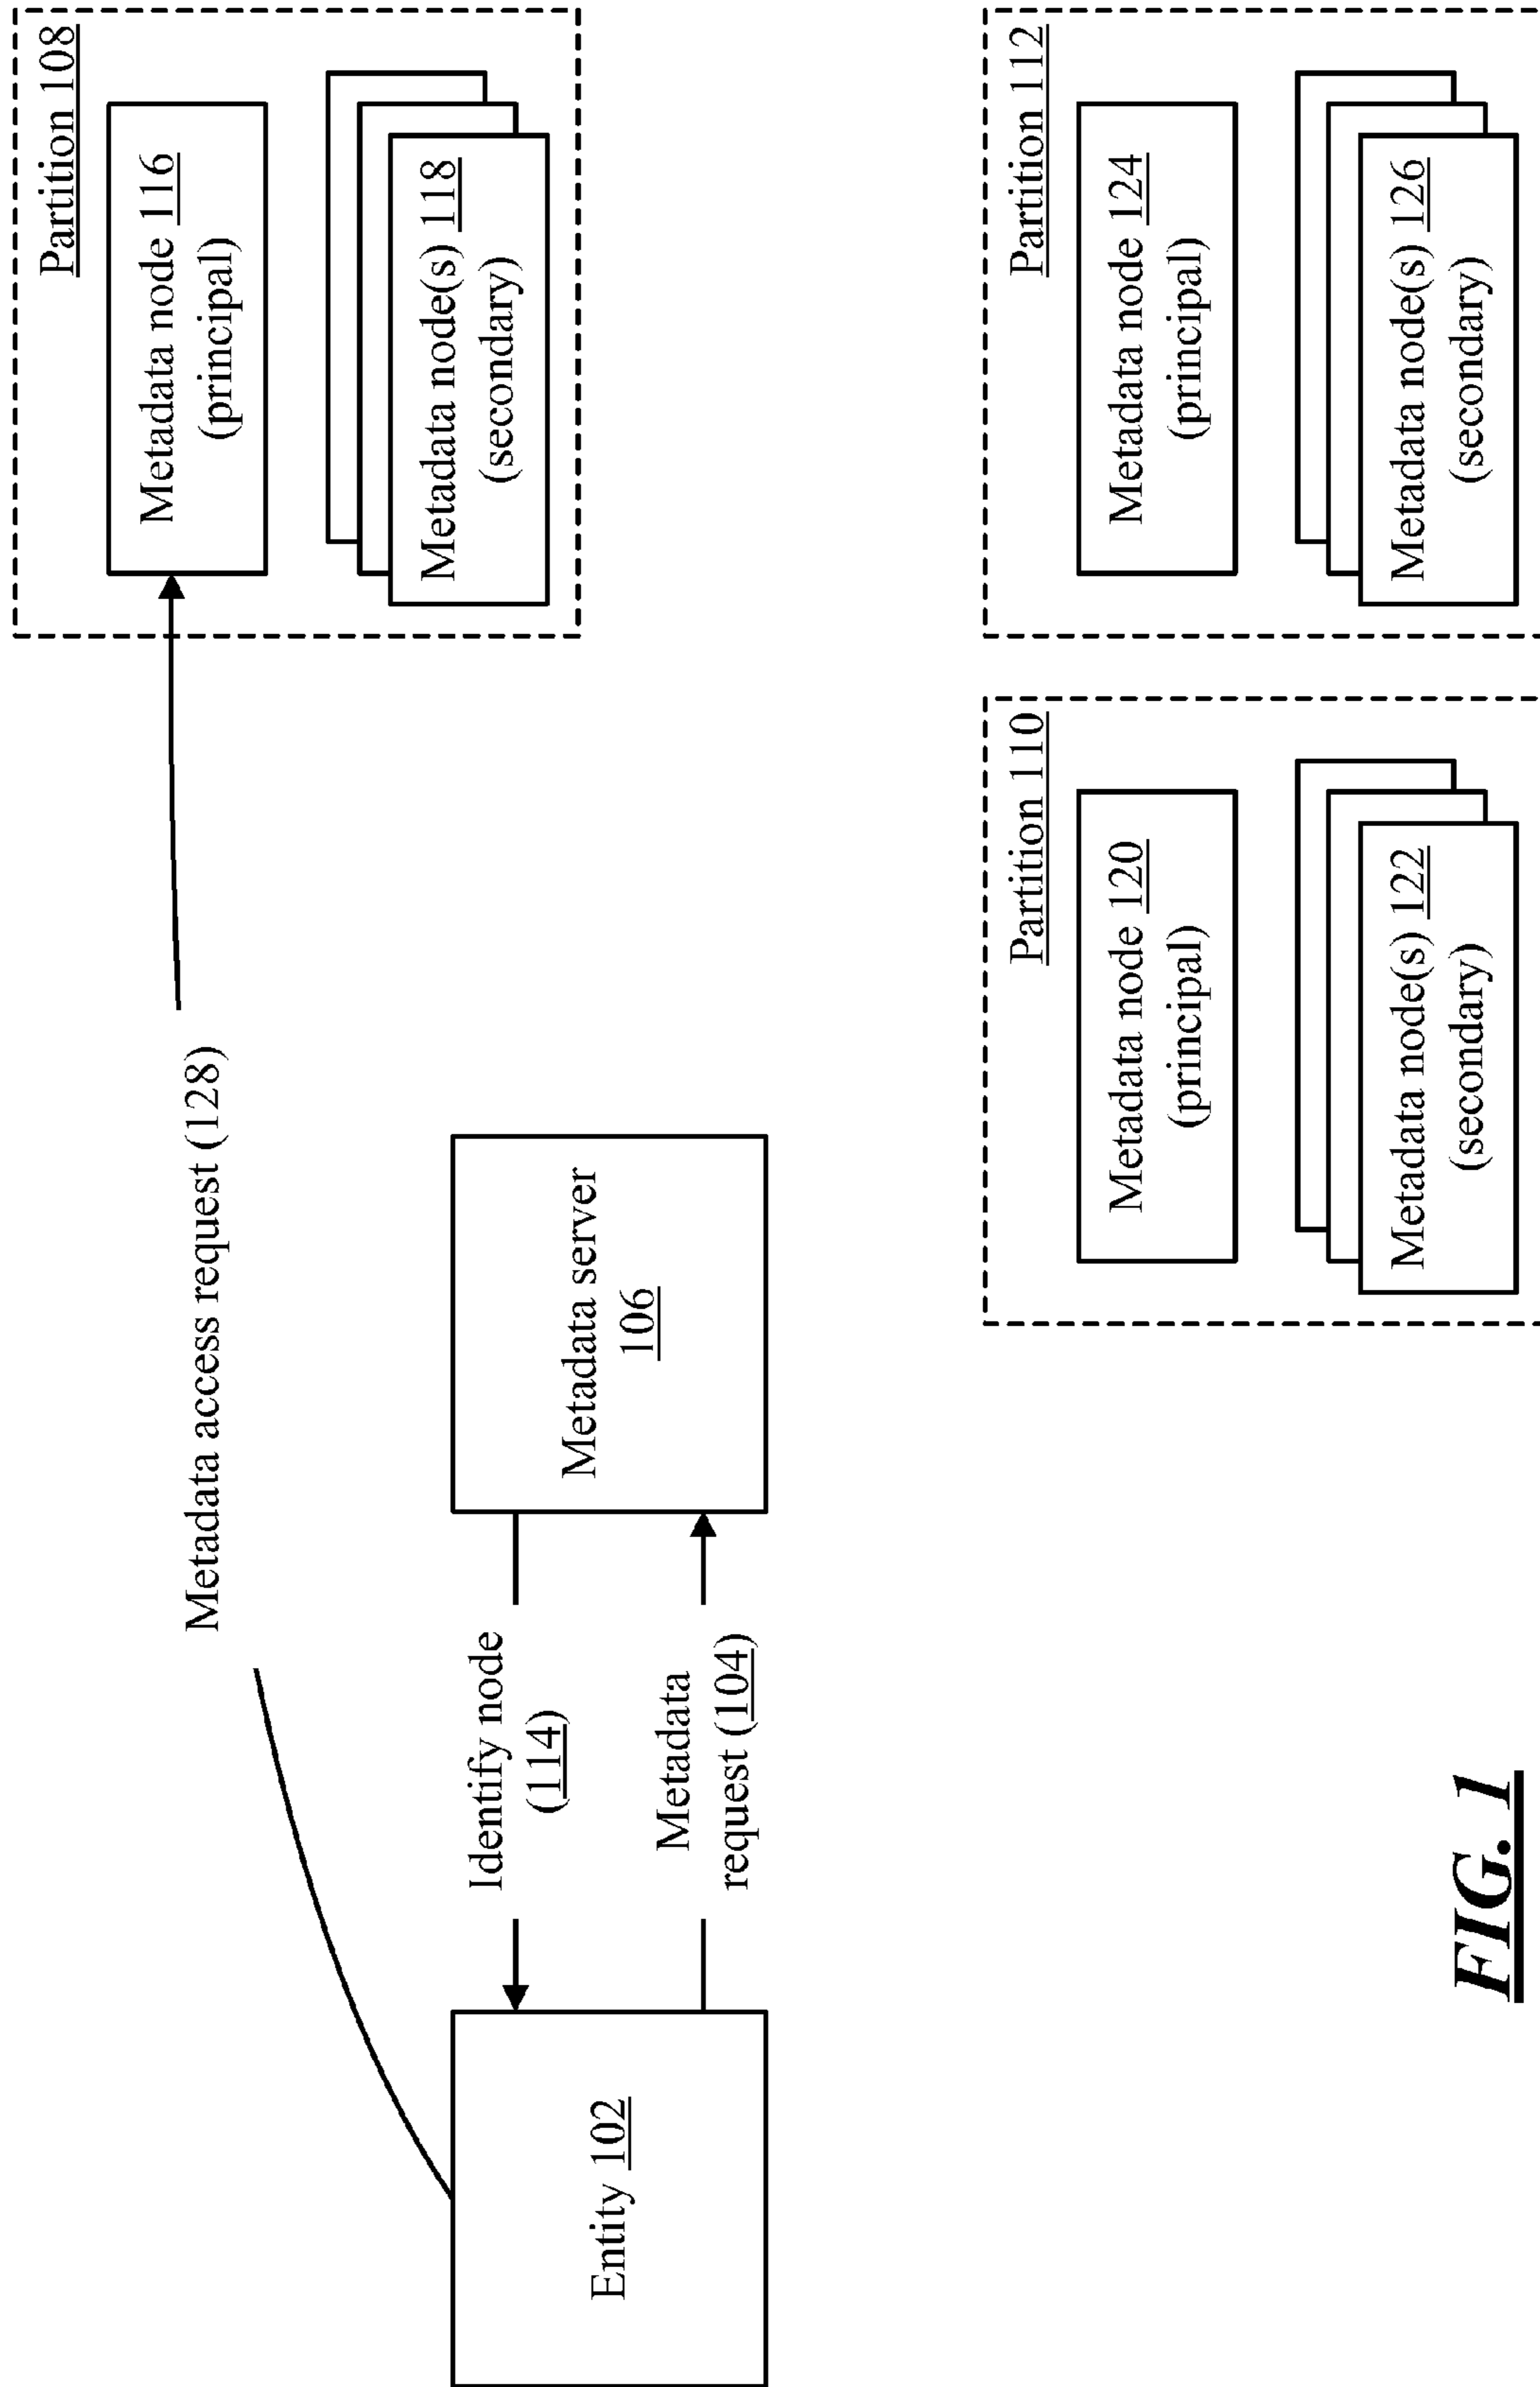 Metadata access request (128)
Partition 108
Metadata node 116
(principal)
Metadata node(s) 118
(secondary)
Identify node
(114)
Metadata
request (104)
Entity 102
Metadata server
106
Partition 110
Metadata node 120
(principal)
Metadata node(s) 122
(secondary)
Partition 112
Metadata node 124
(principal)
Metadata node(s) 126
(secondary)
FIG. 1